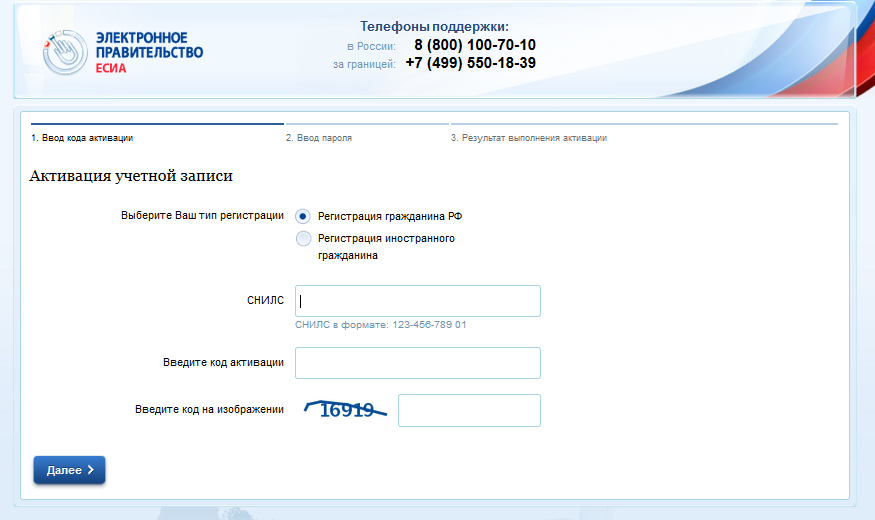 ЭЛЕКТРОННОЕ
ПРАВИТЕЛЬСТВО
ЕСИА
Телефоны поддержки:
в России: 8 (800) 100-70-10
за границей: +7 (499) 550-18-39
1. Ввод кода активации 2. Ввод пароля 3. Результат выполнения активации
Активация учетной записи
Выберите Ваш тип регистрации Регистрация гражданина РФ
Регистрация иностранного
гражданина
СНИЛС
СНИЛС в формате: 123-456-789 01
Введите код активации
Введите код на изображении 16919
Далее